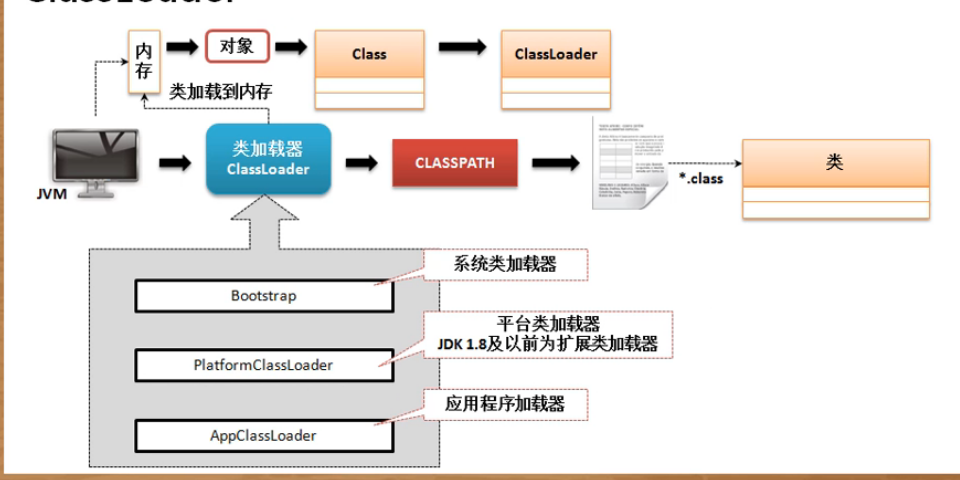 ClassLoader
内
存
对象
Class
ClassLoader
类加载到内存
JVM
类加载器
ClassLoader
CLASSPATH
*.class
类
系统类加载器
Bootstrap
平台类加载器
JDK 1.8及以前为扩展类加载器
PlatformClassLoader
应用程序加载器
AppClassLoader